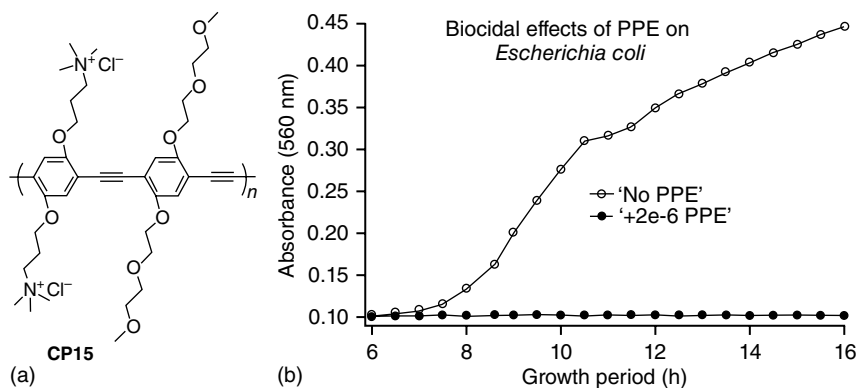 N⁺Cl⁻
O
O
O
O
O
O
( )n
O
O
O
O
N⁺Cl⁻
O
(a)
CP15
Biocidal effects of PPE on
Escherichia coli
Absorbance (560 nm)
0.45
0.40
0.35
0.30
0.25
0.20
0.15
0.10
'No PPE'
'+2e-6 PPE'
6 8 10 12 14 16
(b)
Growth period (h)